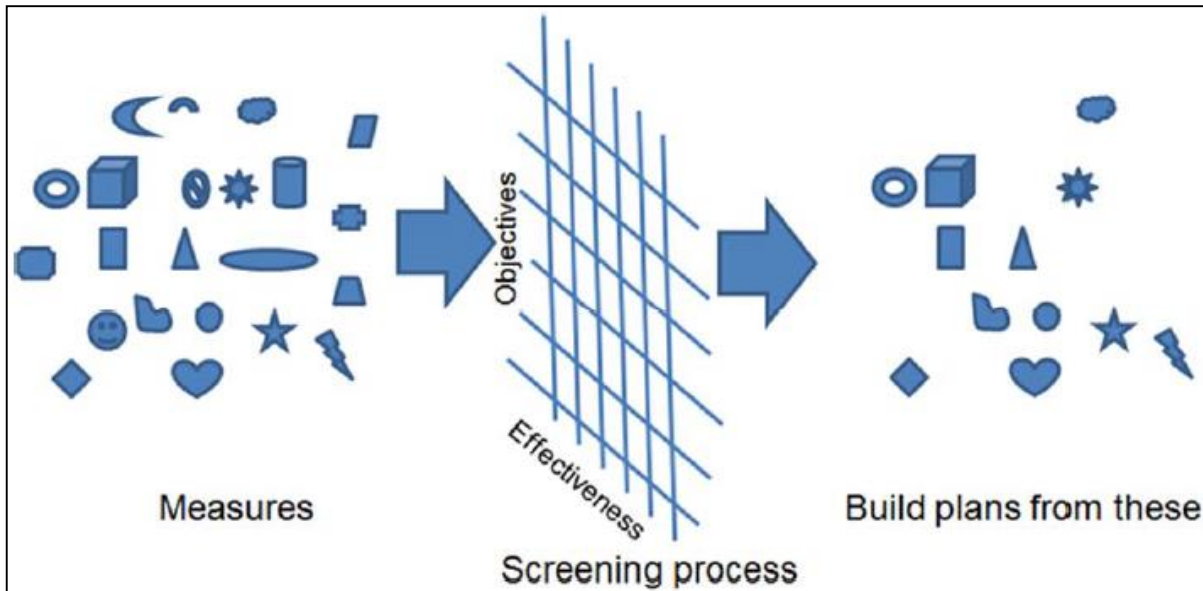 Objectives
Effectiveness
Measures
Build plans from these
Screening process